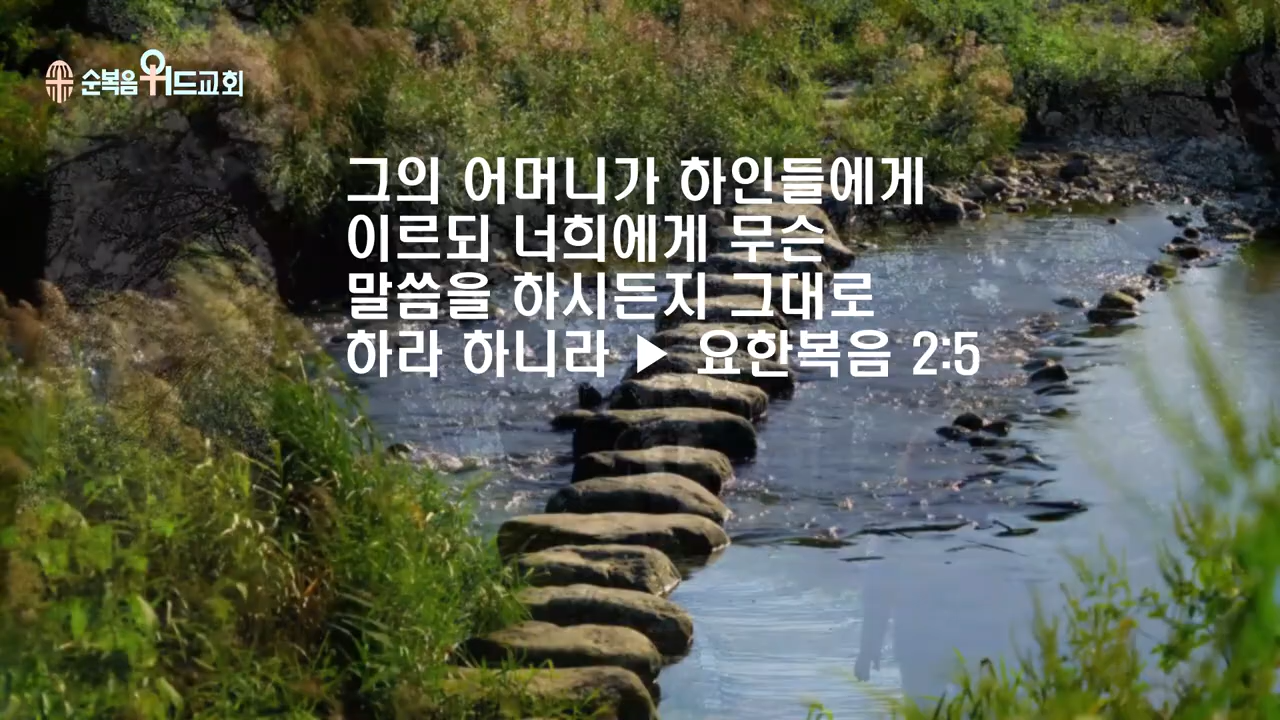 순복음위드교회
그의 어머니가 하인들에게
이르되 너희에게 무슨
말씀을 하시든지 그대로
하라 하니라 ▶ 요한복음 2:5